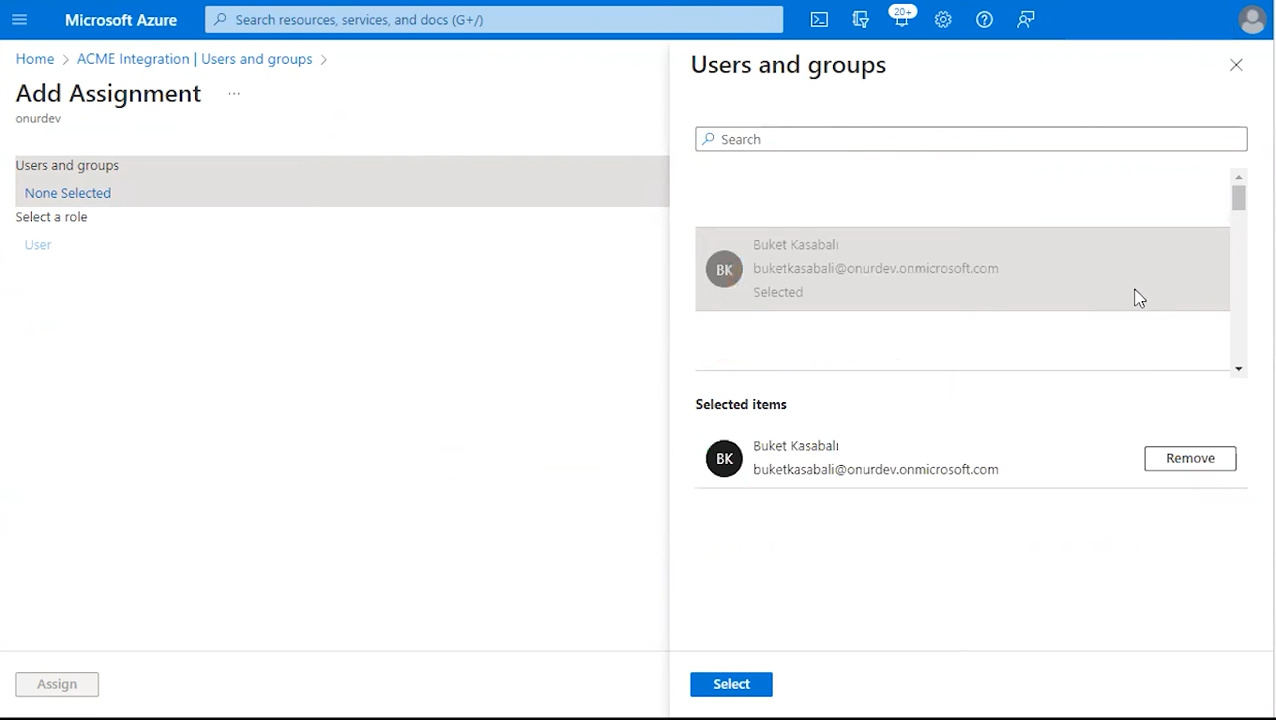 Microsoft Azure
Search resources, services, and docs (G+/)
20+
Home > ACME Integration | Users and groups >
Add Assignment ...
onurdev
Users and groups
None Selected
Select a role
User
Assign
Users and groups
Search
BK
Buket Kasabalı
buketkasabali@onurdev.onmicrosoft.com
Selected
Selected items
BK
Buket Kasabalı
buketkasabali@onurdev.onmicrosoft.com
Remove
Select